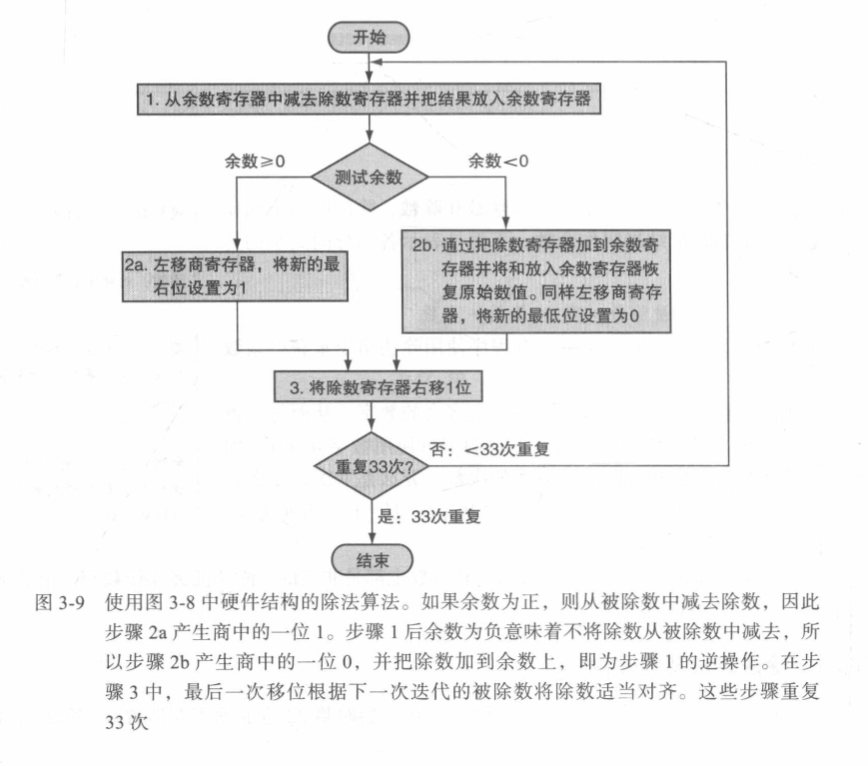 开始
1. 从余数寄存器中减去除数寄存器并把结果放入余数寄存器
余数≥0
余数<0
测试余数
2a. 左移商寄存器，将新的最
右位设置为1
2b. 通过把除数寄存器加到余数寄
存器并将和放入余数寄存器恢
复原始数值。同样左移商寄存
器，将新的最低位设置为0
3. 将除数寄存器右移1位
否：<33次重复
重复33次?
是：33次重复
结束
图 3-9 使用图 3-8 中硬件结构的除法算法。如果余数为正，则从被除数中减去除数，因此
步骤 2a 产生商中的一位 1。步骤 1 后余数为负意味着不将除数从被除数中减去，所
以步骤 2b 产生商中的一位 0，并把除数加到余数上，即为步骤 1 的逆操作。在步
骤 3 中，最后一次移位根据下一次迭代的被除数将除数适当对齐。这些步骤重复
33 次